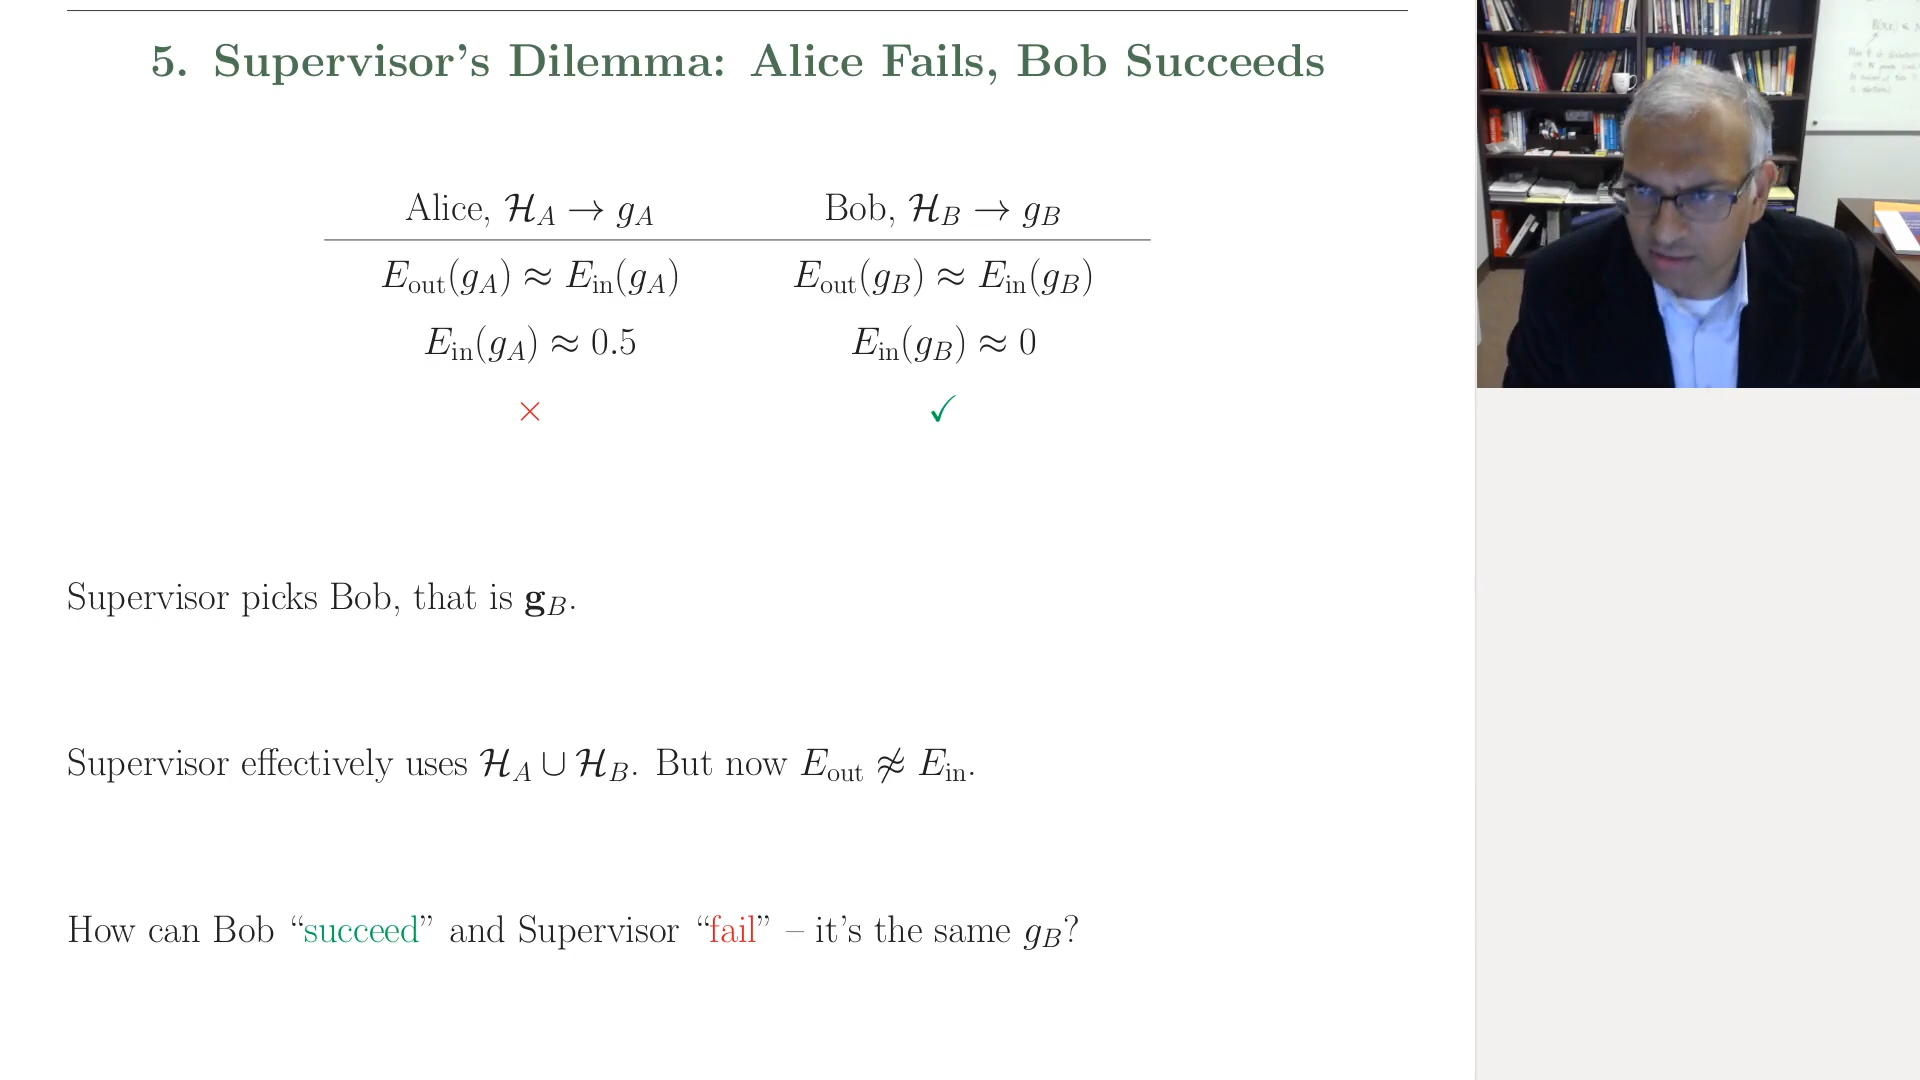 5. Supervisor's Dilemma: Alice Fails, Bob Succeeds
Alice, ℋ_A → g_A    Bob, ℋ_B → g_B
E_out(g_A) ≈ E_in(g_A)    E_out(g_B) ≈ E_in(g_B)
E_in(g_A) ≈ 0.5    E_in(g_B) ≈ 0
×    ✓
Supervisor picks Bob, that is 𝐠_B.
Supervisor effectively uses ℋ_A ∪ ℋ_B. But now E_out ≉ E_in.
How can Bob “succeed” and Supervisor “fail” – it's the same g_B?